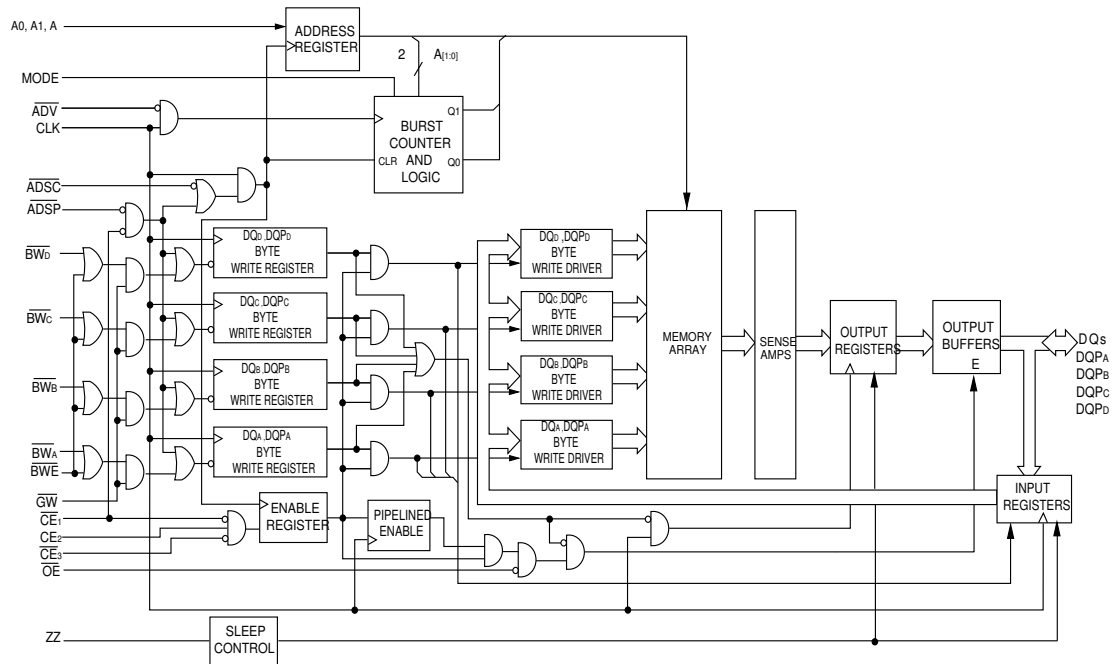 A0, A1, A
ADDRESS
REGISTER
2
A[1:0]
MODE
ADV
CLK
BURST
COUNTER
AND
LOGIC
CLR
Q1
Q0
ADSC
ADSP
BWD
BWC
BWB
BWA
BWE
GW
CE1
CE2
CE3
OE
ZZ
DQD ,DQPD
BYTE
WRITE REGISTER
DQC ,DQPC
BYTE
WRITE REGISTER
DQB ,DQPB
BYTE
WRITE REGISTER
DQA ,DQPA
BYTE
WRITE REGISTER
ENABLE
REGISTER
PIPELINED
ENABLE
SLEEP
CONTROL
DQD ,DQPD
BYTE
WRITE DRIVER
DQC ,DQPC
BYTE
WRITE DRIVER
DQB ,DQPB
BYTE
WRITE DRIVER
DQA ,DQPA
BYTE
WRITE DRIVER
MEMORY
ARRAY
SENSE
AMPS
OUTPUT
REGISTERS
OUTPUT
BUFFERS
E
DQs
DQPA
DQPB
DQPC
DQPD
INPUT
REGISTERS